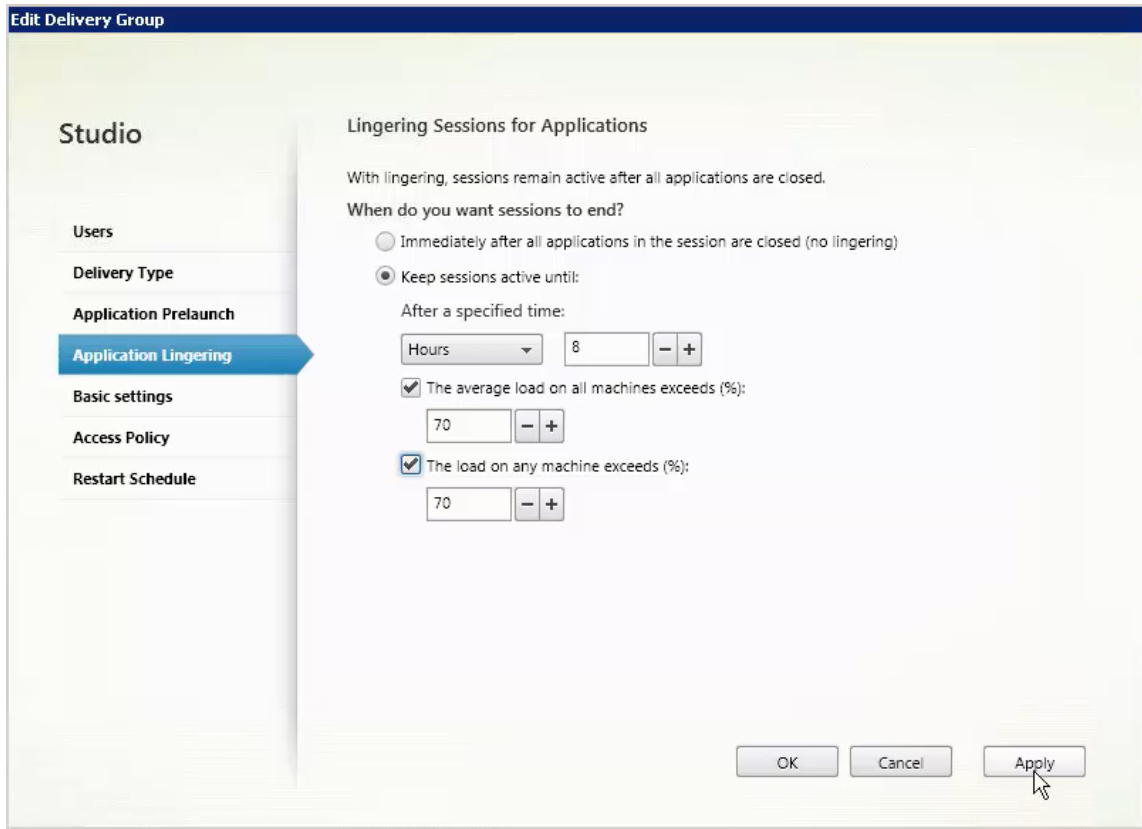 Edit Delivery Group
Studio
Users
Delivery Type
Application Prelaunch
Application Lingering
Basic settings
Access Policy
Restart Schedule
Lingering Sessions for Applications
With lingering, sessions remain active after all applications are closed.
When do you want sessions to end?
Immediately after all applications in the session are closed (no lingering)
Keep sessions active until:
After a specified time:
Hours 8 − +
The average load on all machines exceeds (%):
70 − +
The load on any machine exceeds (%):
70 − +
OK Cancel Apply